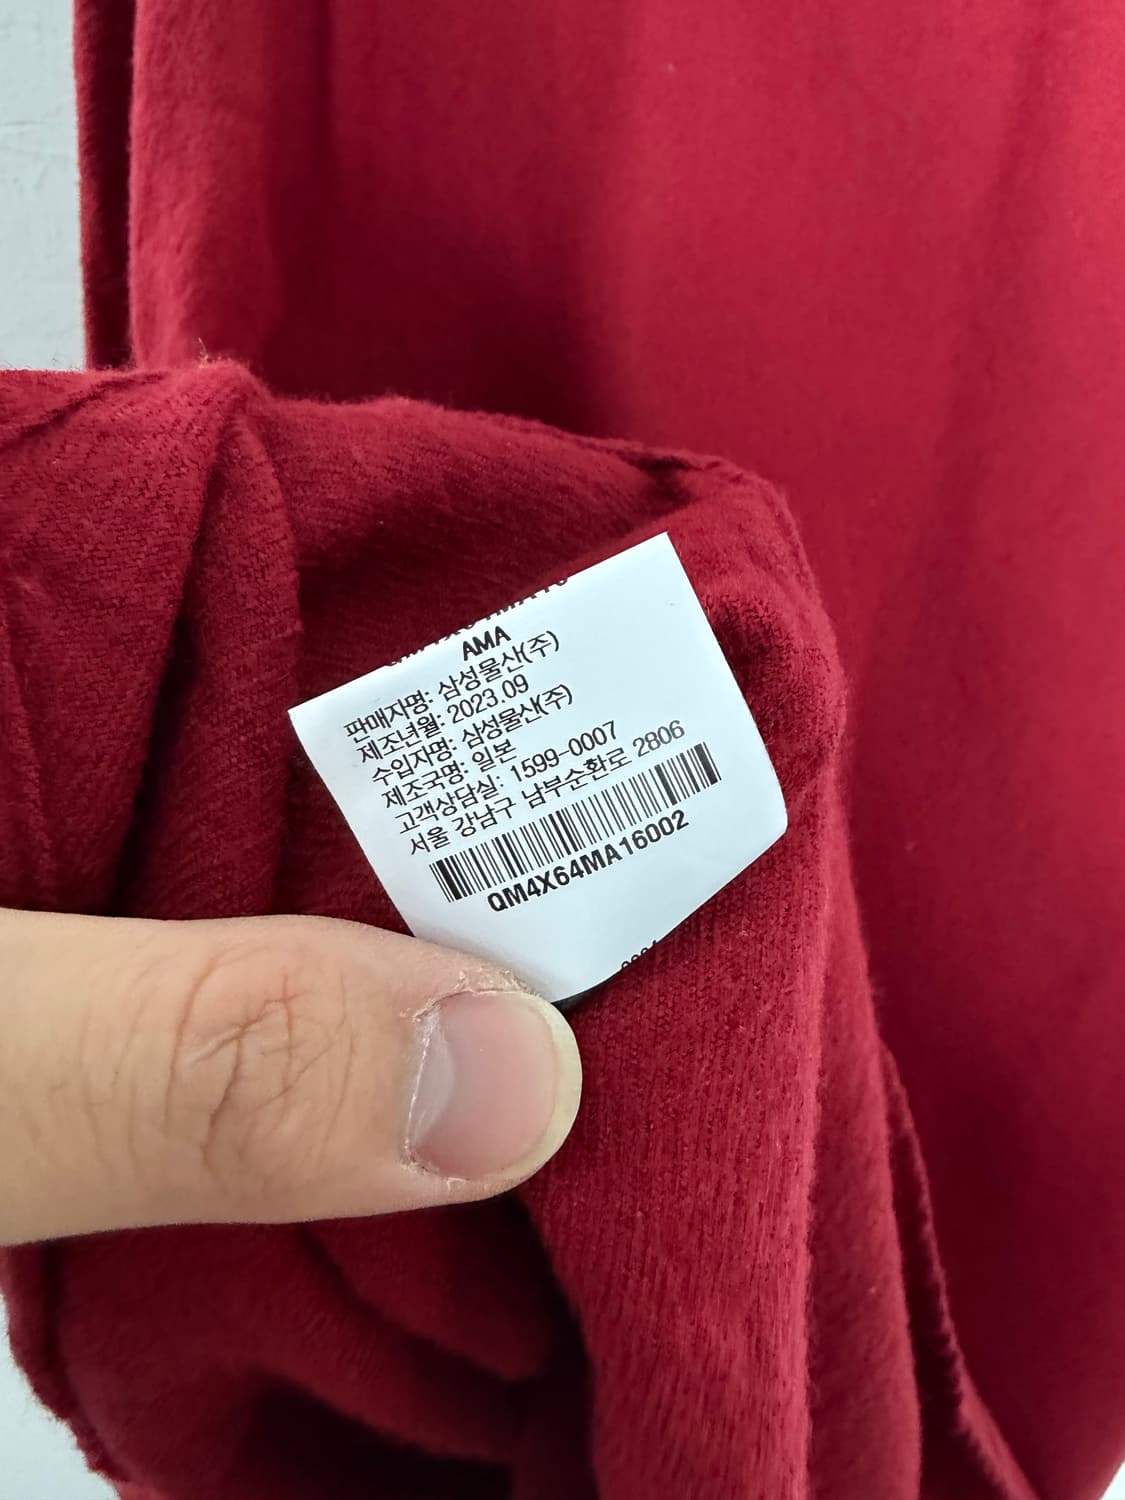 AMA
판매자명: 삼성물산(주)
제조년월: 2023.09
수입자명: 삼성물산(주)
제조국명: 일본
고객상담실: 1599-0007
서울 강남구 남부순환로 2806
QM4X64MA16002